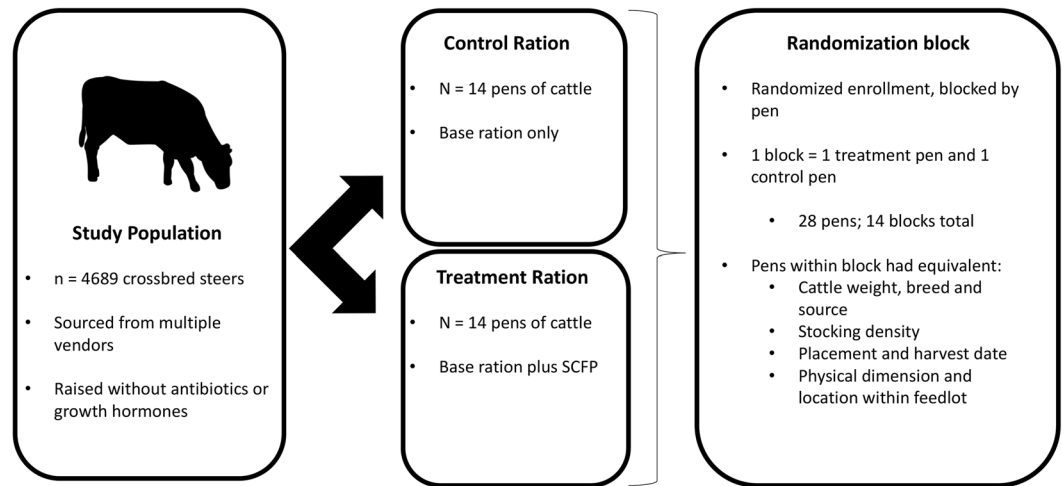 Study Population
• n = 4689 crossbred steers
• Sourced from multiple
vendors
• Raised without antibiotics or
growth hormones
Control Ration
• N = 14 pens of cattle
• Base ration only
Treatment Ration
• N = 14 pens of cattle
• Base ration plus SCFP
Randomization block
• Randomized enrollment, blocked by
pen
• 1 block = 1 treatment pen and 1
control pen
• 28 pens; 14 blocks total
• Pens within block had equivalent:
• Cattle weight, breed and
source
• Stocking density
• Placement and harvest date
• Physical dimension and
location within feedlot